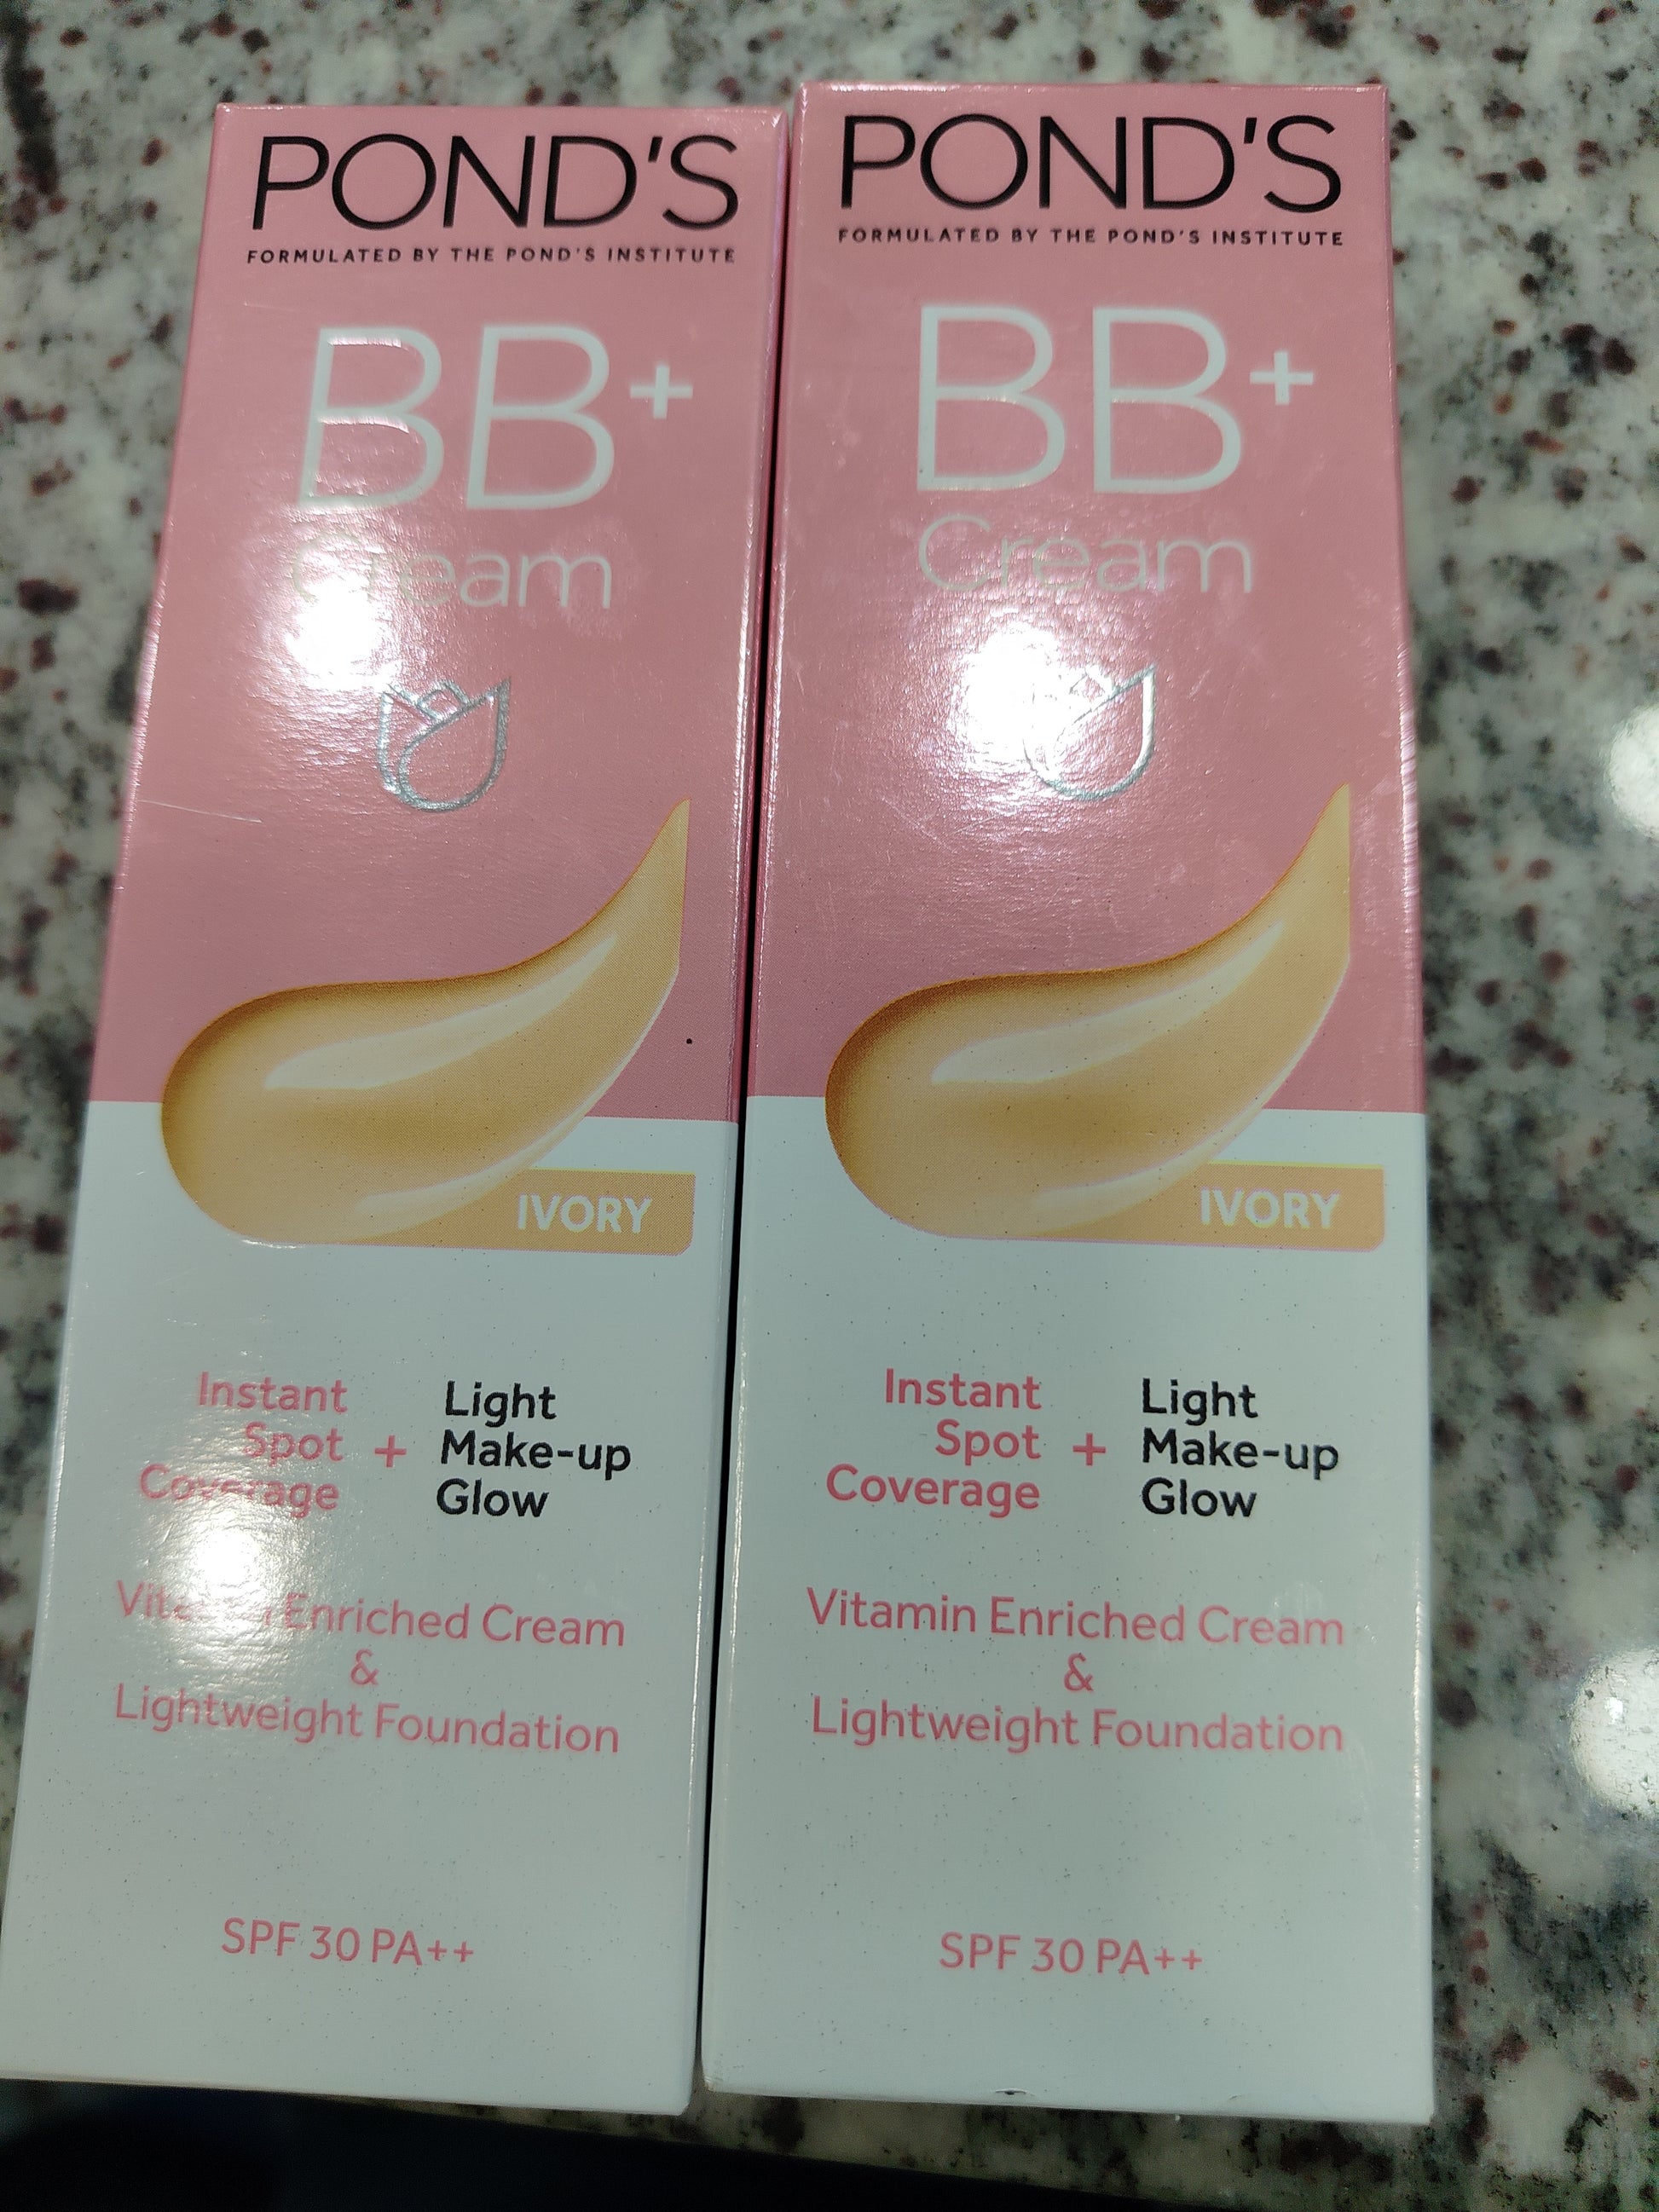 POND'S
FORMULATED BY THE POND'S INSTITUTE
BB+
Cream
IVORY
Instant
Spot
Coverage
+
Light
Make-up
Glow
Enriched Cream
&
Lightweight Foundation
SPF 30 PA++
POND'S
FORMULATED BY THE POND'S INSTITUTE
BB+
Cream
IVORY
Instant
Spot
Coverage
+
Light
Make-up
Glow
Vitamin Enriched Cream
&
Lightweight Foundation
SPF 30 PA++